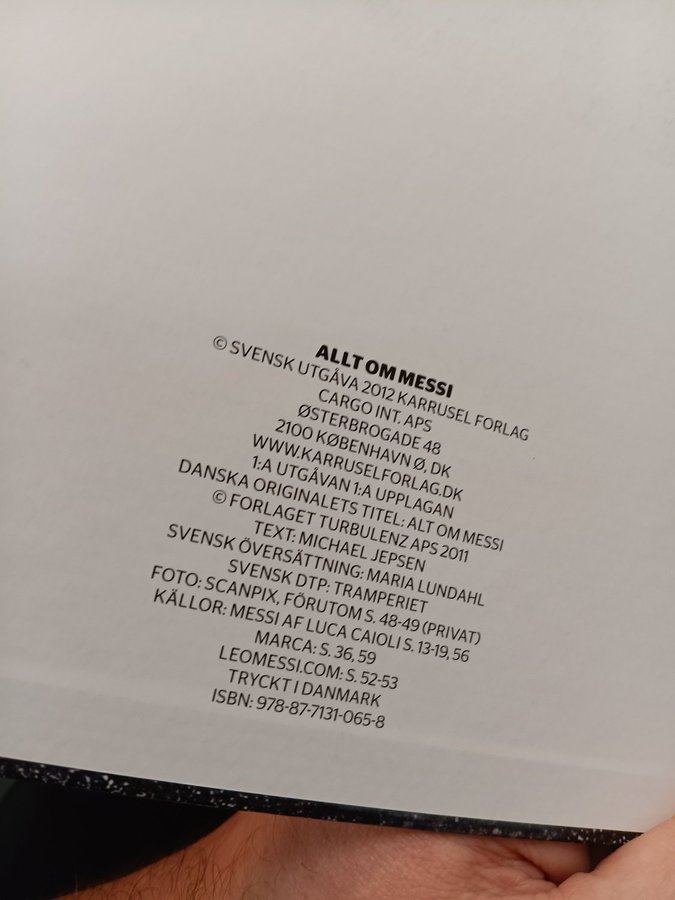 ALLT OM MESSI
© SVENSK UTGÅVA 2012 KARRUSEL FORLAG
CARGO INT. APS
ØSTERBROGADE 48
2100 KØBENHAVN Ø, DK
WWW.KARRUSELFORLAG.DK
1:A UTGÅVAN 1:A UPPLAGAN
DANSKA ORIGINALETS TITEL: ALT OM MESSI
© FORLAGET TURBULENZ APS 2011
TEXT: MICHAEL JEPSEN
SVENSK ÖVERSÄTTNING: MARIA LUNDAHL
SVENSK DTP: TRAMPERIET
FOTO: SCANPIX, FÖRUTOM S. 48-49 (PRIVAT)
KÄLLOR: MESSI AF LUCA CAIOLI S. 13-19, 56
MARCA: S. 36, 59
LEOMESSI.COM: S. 52-53
TRYCKT I DANMARK
ISBN: 978-87-7131-065-8